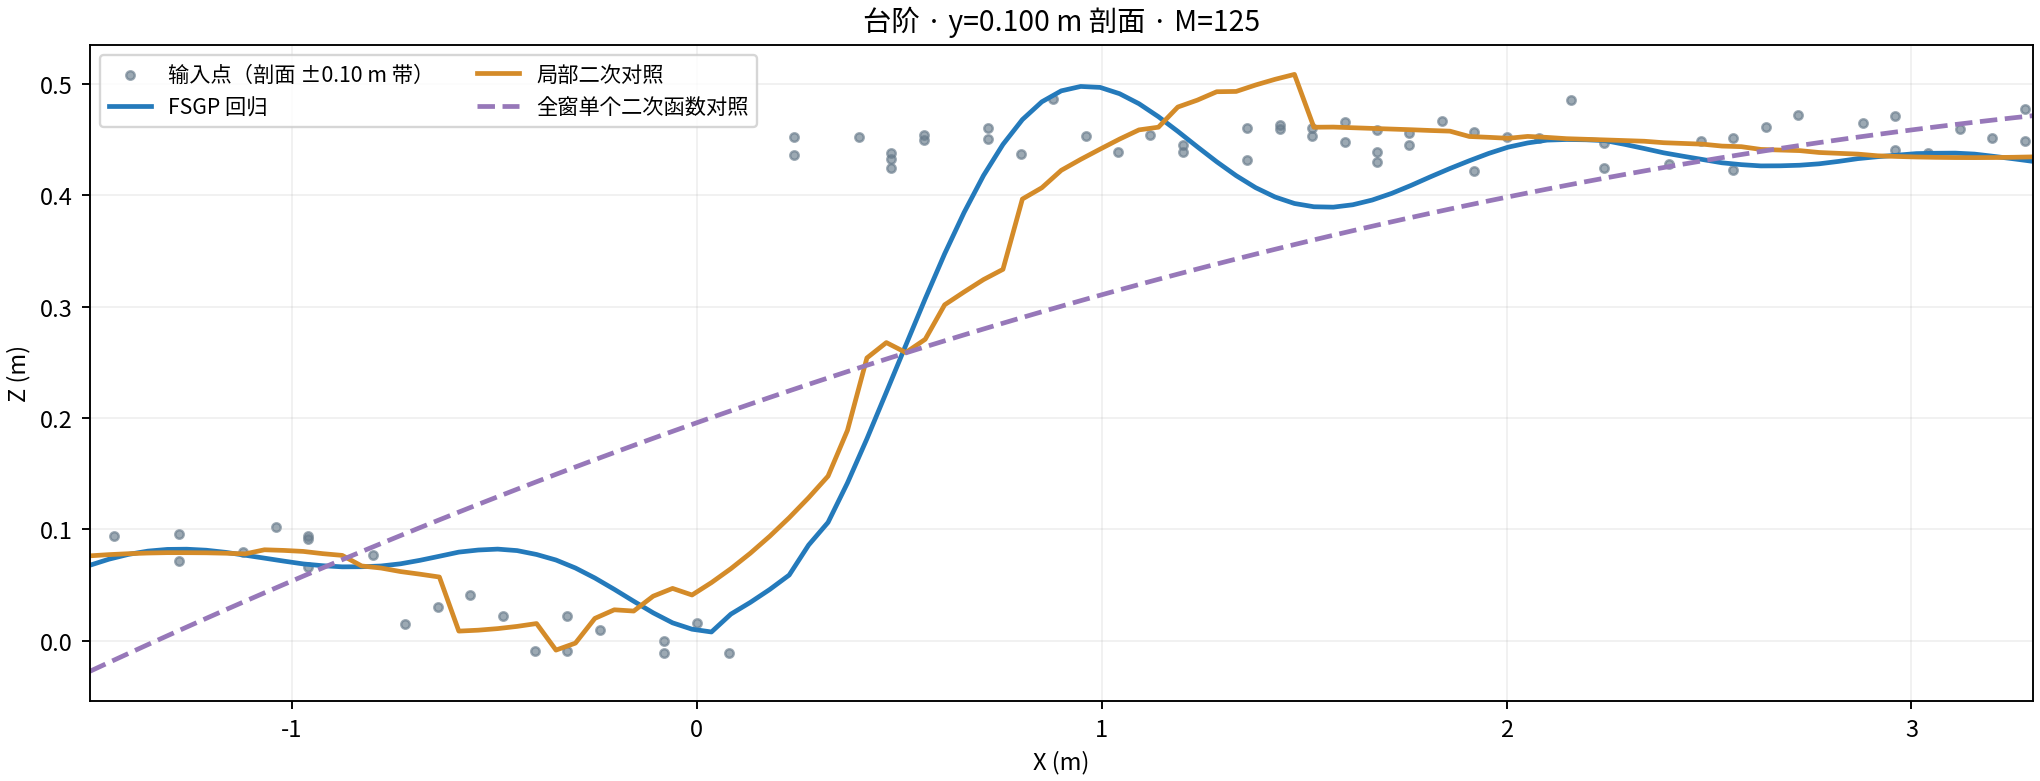 台阶 · y=0.100 m 剖面 · M=125
输入点（剖面 ±0.10 m 带）
FSGP 回归
局部二次对照
全窗单个二次函数对照
Z (m)
0.5
0.4
0.3
0.2
0.1
0.0
-1 0 1 2 3
X (m)